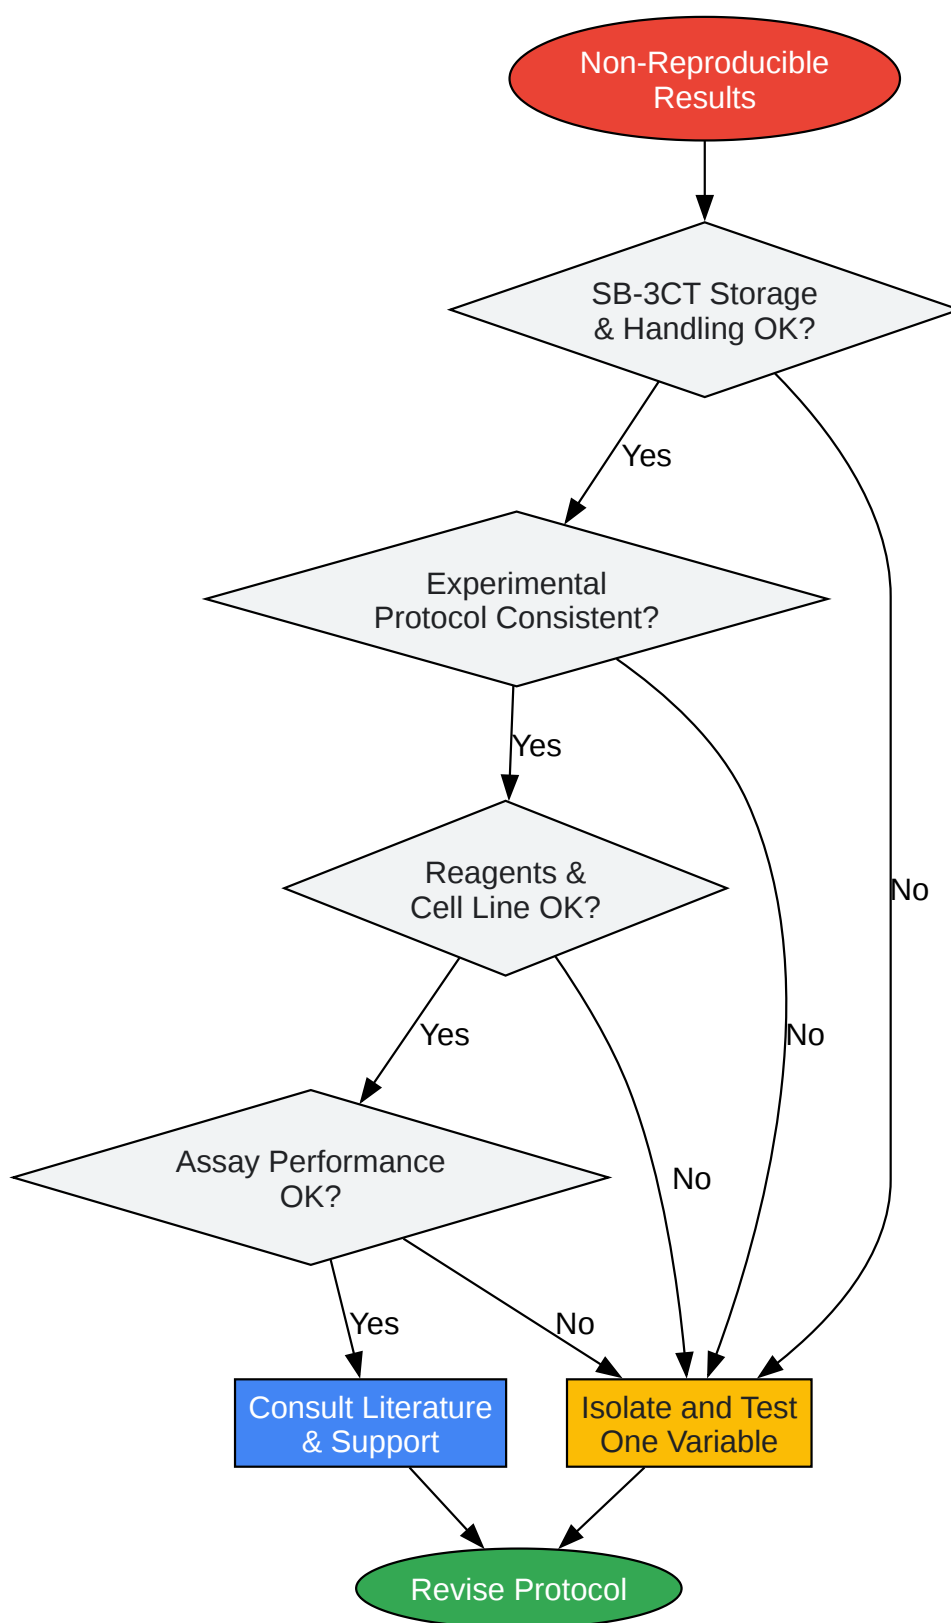 Non-Reproducible
Results
SB-3CT Storage
& Handling OK?
Yes
Experimental
Protocol Consistent?
Yes
Reagents &
Cell Line OK?
No
Yes
No
Assay Performance
OK?
No
Yes
No
Consult Literature
& Support
Isolate and Test
One Variable
Revise Protocol